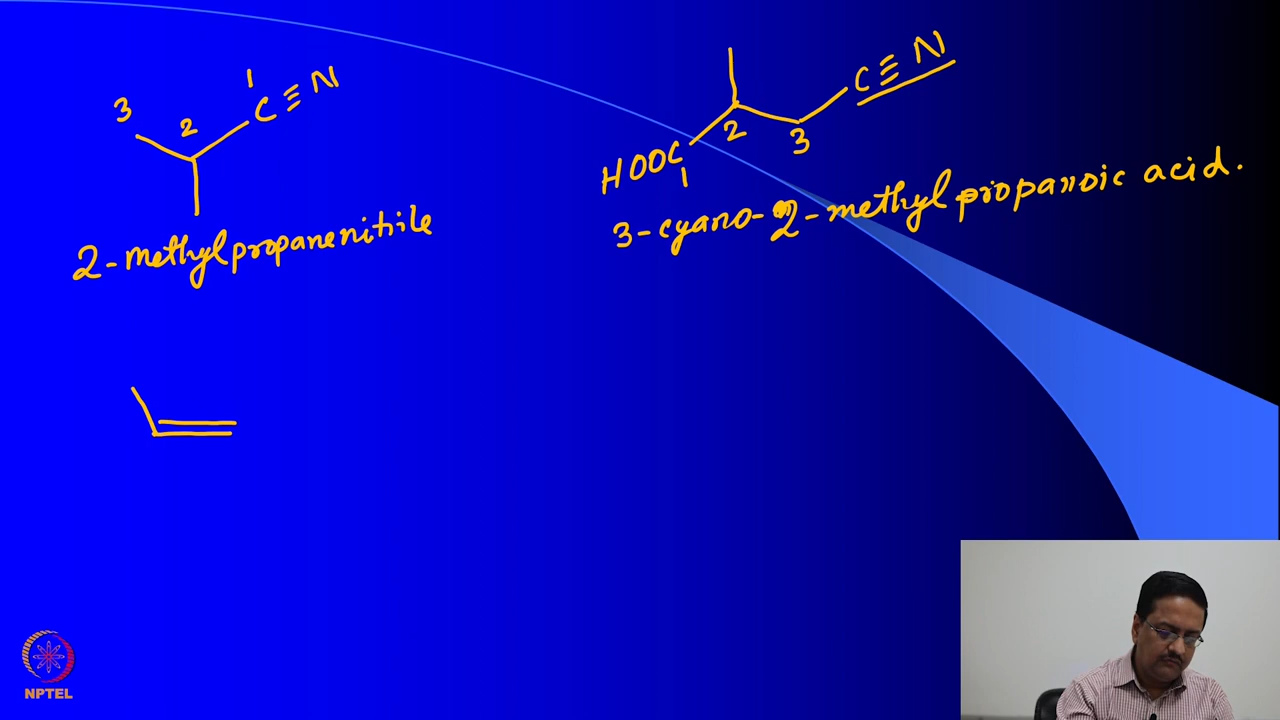 3
2
1
C≡N
2-methylpropanenitrile
HOOC
1
2
3
C≡N
3-cyano-2-methylpropanoic acid.
NPTEL